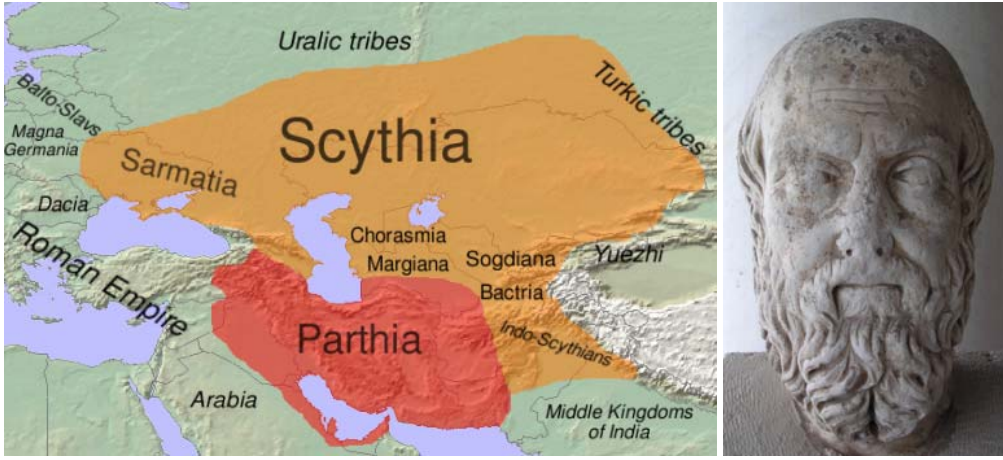 Uralic tribes
Turkic tribes
Balto-Slavs
Magna
Germania
Scythia
Sarmatia
Dacia
Roman Empire
Chorasmia
Margiana
Sogdiana
Yuezhi
Bactria
Parthia
Indo-Scythians
Arabia
Middle Kingdoms
of India